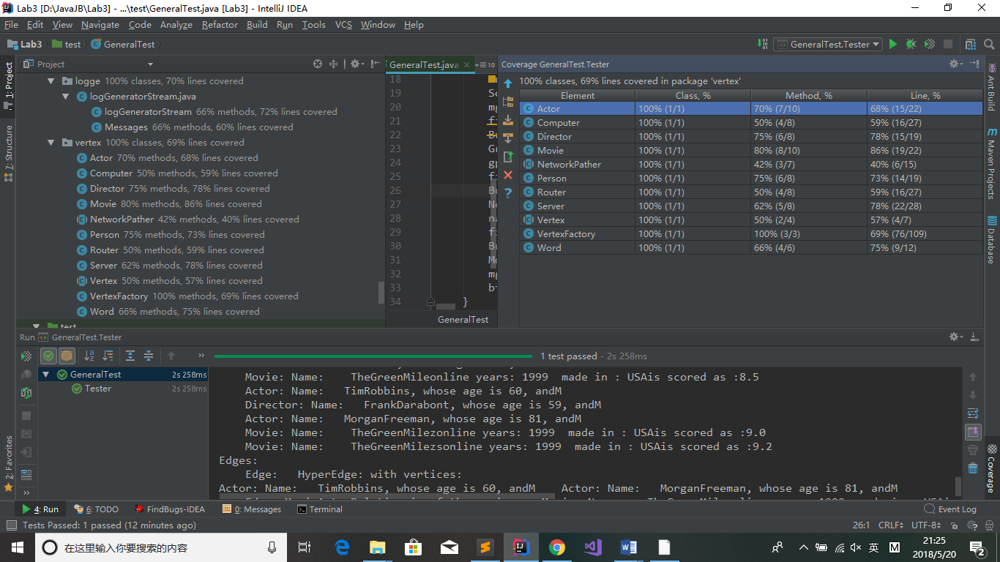 Lab3 [D:\JavaJB\Lab3] - ...\test\GeneralTest.java [Lab3] - IntelliJ IDEA
File Edit View Navigate Code Analyze Refactor Build Run Tools VCS Window Help
Lab3 test GeneralTest
GeneralTest.Tester
1: Project
7: Structure
2: Favorites
Project
logge 100% classes, 70% lines covered
logGeneratorStream.java
logGeneratorStream 66% methods, 72% lines covered
Messages 66% methods, 60% lines covered
vertex 100% classes, 69% lines covered
Actor 70% methods, 68% lines covered
Computer 50% methods, 59% lines covered
Director 75% methods, 78% lines covered
Movie 80% methods, 86% lines covered
NetworkPather 42% methods, 40% lines covered
Person 75% methods, 73% lines covered
Router 50% methods, 59% lines covered
Server 62% methods, 78% lines covered
Vertex 50% methods, 57% lines covered
VertexFactory 100% methods, 69% lines covered
Word 66% methods, 75% lines covered
test
GeneralTest.java
10
18
19 Sc
20 mg
21 fi
22
23 Gr
24 gp
25 fi
26
27 Ne
28 na
29 fi
30
31 Mo
32 mg
33 bt
34 }
GeneralTest
Coverage GeneralTest.Tester
100% classes, 69% lines covered in package 'vertex'
Element Class, % Method, % Line, %
Actor 100% (1/1) 70% (7/10) 68% (15/22)
Computer 100% (1/1) 50% (4/8) 59% (16/27)
Director 100% (1/1) 75% (6/8) 78% (15/19)
Movie 100% (1/1) 80% (8/10) 86% (19/22)
NetworkPather 100% (1/1) 42% (3/7) 40% (6/15)
Person 100% (1/1) 75% (6/8) 73% (14/19)
Router 100% (1/1) 50% (4/8) 59% (16/27)
Server 100% (1/1) 62% (5/8) 78% (22/28)
Vertex 100% (1/1) 50% (2/4) 57% (4/7)
VertexFactory 100% (1/1) 100% (3/3) 69% (76/109)
Word 100% (1/1) 66% (4/6) 75% (9/12)
Ant Build
Maven Projects
Database
Coverage
Run GeneralTest.Tester
1 test passed - 2s 258ms
GeneralTest 2s 258ms
Tester 2s 258ms
Movie: Name: TheGreenMileonline years: 1999 made in : USAis scored as :8.5
Actor: Name: TimRobbins, whose age is 60, andM
Director: Name: FrankDarabont, whose age is 59, andM
Actor: Name: MorganFreeman, whose age is 81, andM
Movie: Name: TheGreenMilezonline years: 1999 made in : USAis scored as :9.0
Movie: Name: TheGreenMilezsonline years: 1999 made in : USAis scored as :9.2
Edges:
Edge: HyperEdge: with vertices:
Actor: Name: TimRobbins, whose age is 60, andM Actor: Name: MorganFreeman, whose age is 81, andM
4: Run 6: TODO FindBugs-IDEA 0: Messages Terminal Event Log
Tests Passed: 1 passed (12 minutes ago) 26:1 CRLF UTF-8
在这里输入你要搜索的内容
英 M
21:25
2018/5/20
2